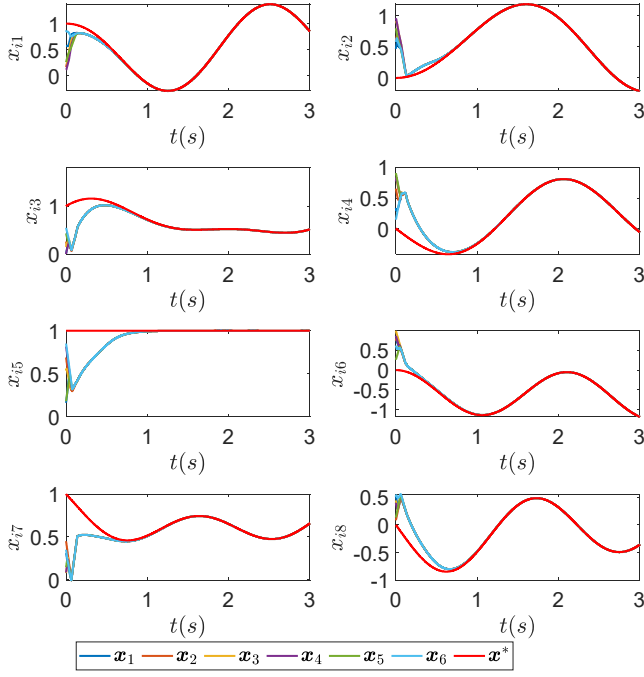 x_{i1}
1
0.5
0
0 1 2 3
t(s)
x_{i2}
1
0.5
0
0 1 2 3
t(s)
x_{i3}
1
0
0 1 2 3
t(s)
x_{i4}
1
0.5
0
0 1 2 3
t(s)
x_{i5}
1
0.5
0
0 1 2 3
t(s)
x_{i6}
0.5
0
-0.5
-1
0 1 2 3
t(s)
x_{i7}
1
0.5
0
0 1 2 3
t(s)
x_{i8}
0.5
0
-0.5
-1
0 1 2 3
t(s)
x_1 x_2 x_3 x_4 x_5 x_6 x^*